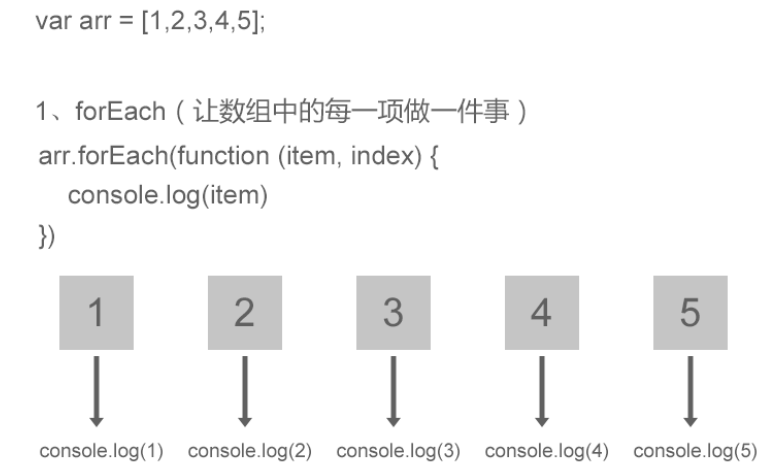 var arr = [1,2,3,4,5];
1、forEach（让数组中的每一项做一件事）
arr.forEach(function (item, index) {
console.log(item)
})
1 2 3 4 5
console.log(1) console.log(2) console.log(3) console.log(4) console.log(5)